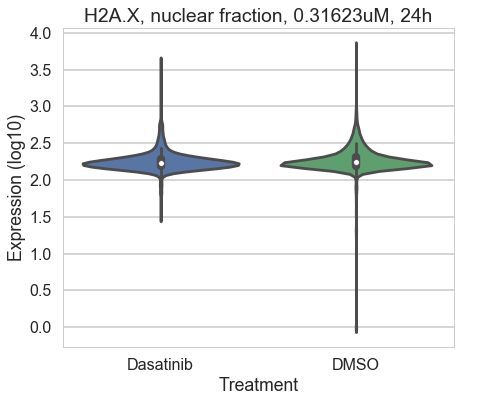 H2A.X, nuclear fraction, 0.31623uM, 24h
4.0
3.5
3.0
2.5
2.0
1.5
1.0
0.5
0.0
Expression (log10)
Dasatinib DMSO
Treatment